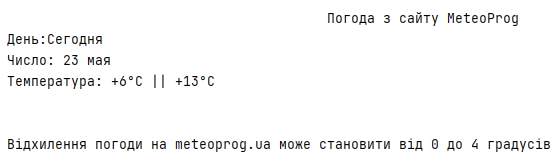 Погода з сайту MeteoProg
День:Сегодня
Число: 23 мая
Температура: +6°C || +13°C
Відхилення погоди на meteoprog.ua може становити від 0 до 4 градусів